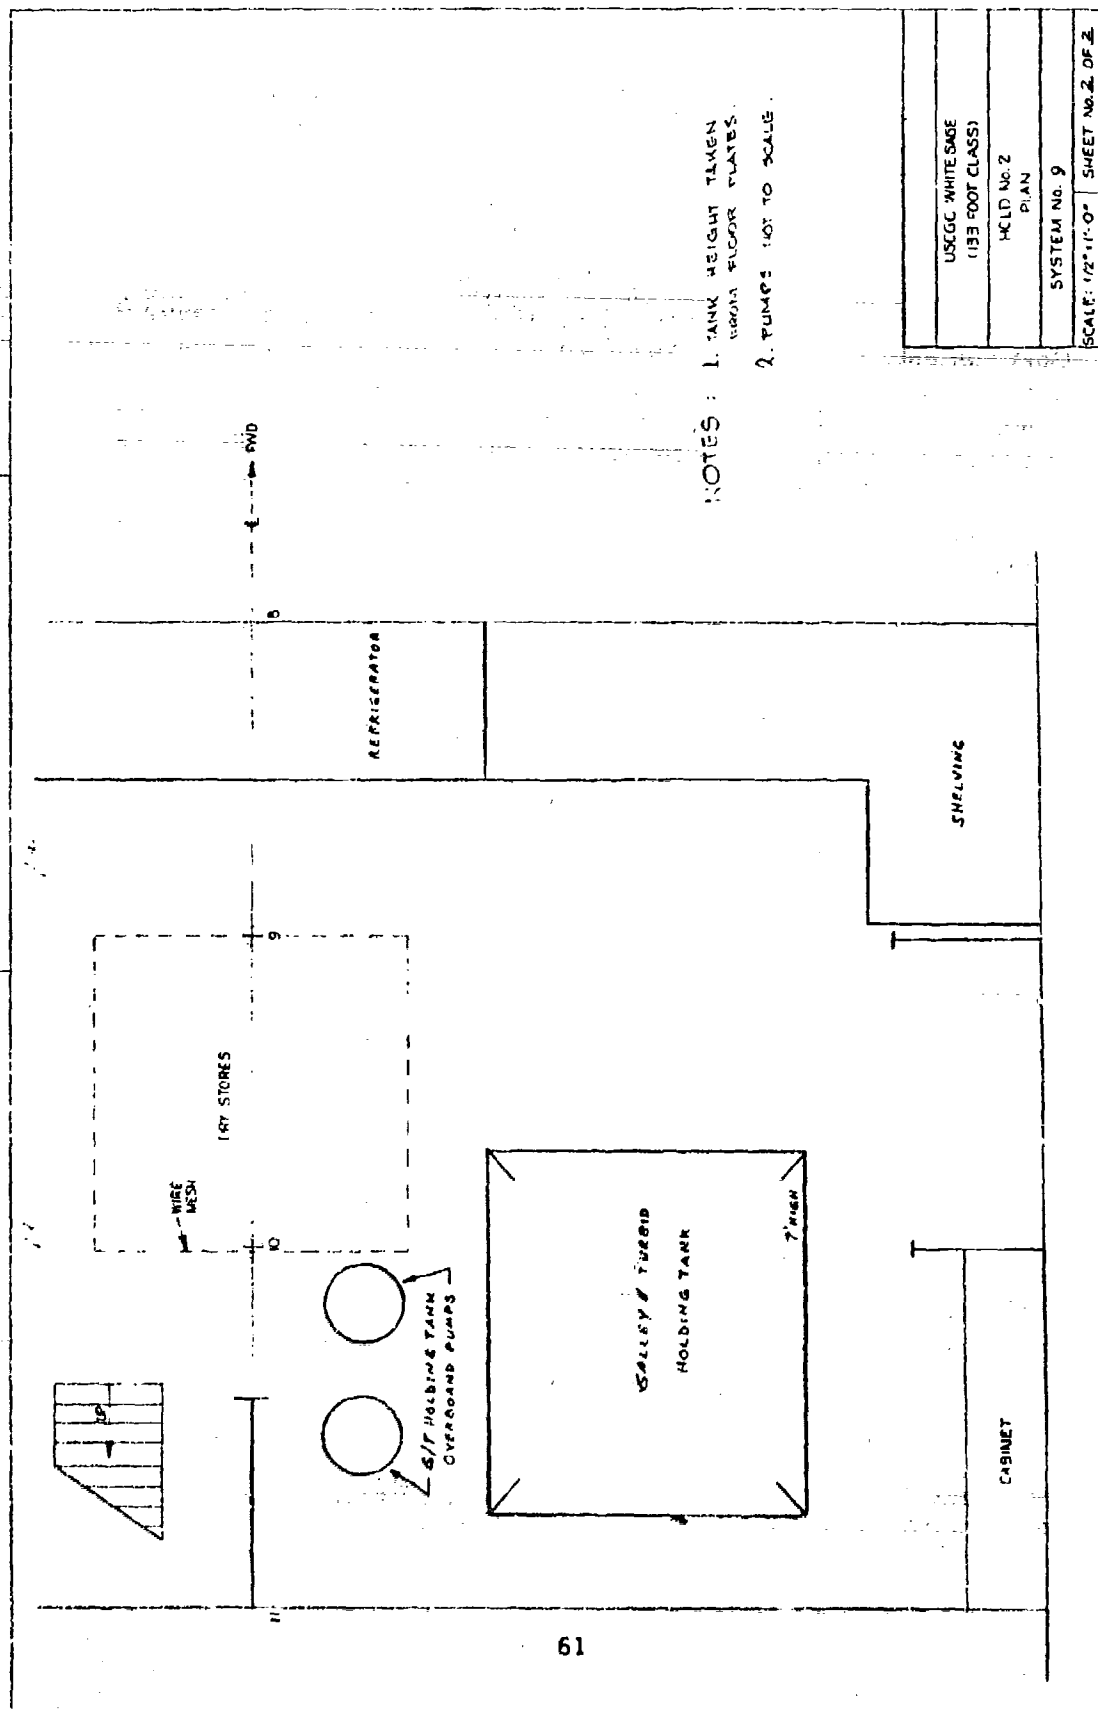 FWD
8
REFRIGERATOR
SHELVING
9
DRY STORES
WIRE
MESH
10
UP
G/T HOLDING TANK
OVERBOARD PUMPS
GALLEY & TURBID
HOLDING TANK
7' HIGH
CABINET
11
NOTES : 1. TANK HEIGHT TAKEN
FROM FLOOR PLATES.
2. PUMPS NOT TO SCALE.
USCGC WHITE SAGE
(133 FOOT CLASS)
HOLD No. 2
PLAN
SYSTEM No. 9
SCALE: 1/2"=1'-0" SHEET No. 2 OF 2
61